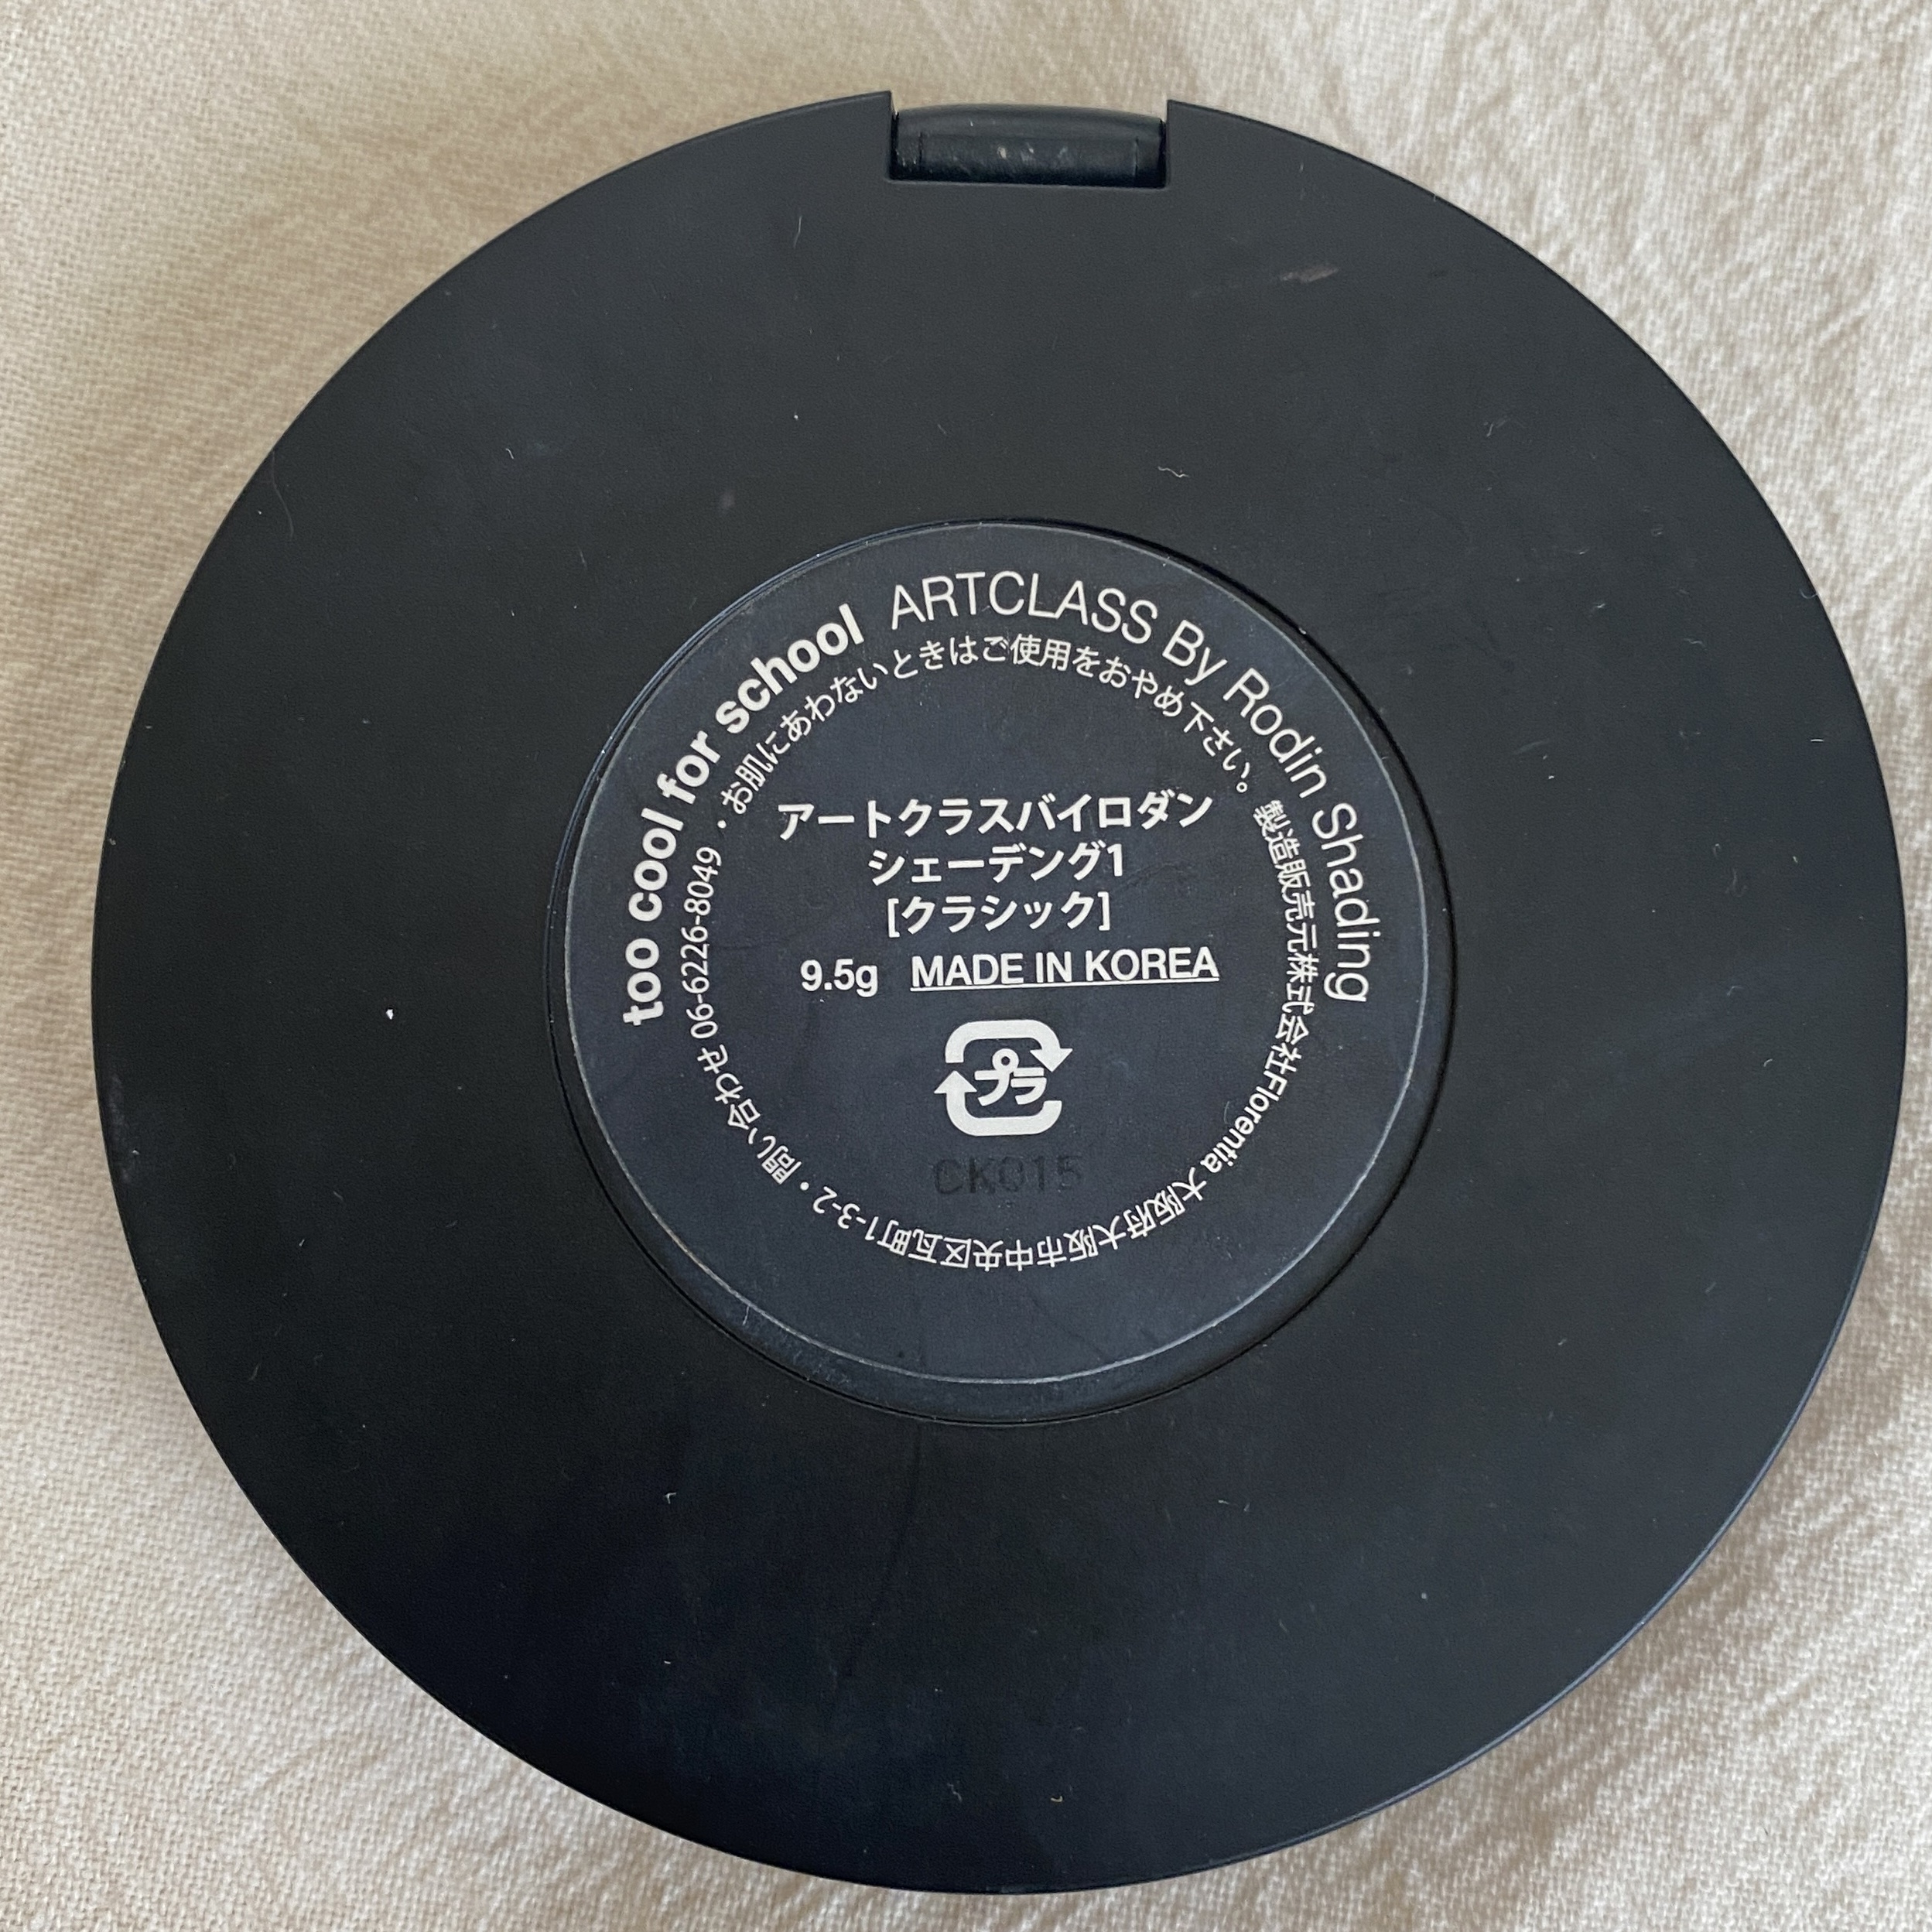 too cool for school ARTCLASS By Rodin Shading
・お肌にあわないときはご使用をおやめ下さい。製造販売元株式会社Florentia 大阪府大阪市中央区瓦町1-3-2・問い合わせ 06-6226-8049
アートクラスバイロダン
シェーデング1
[クラシック]
9.5g MADE IN KOREA
プラ
CK015